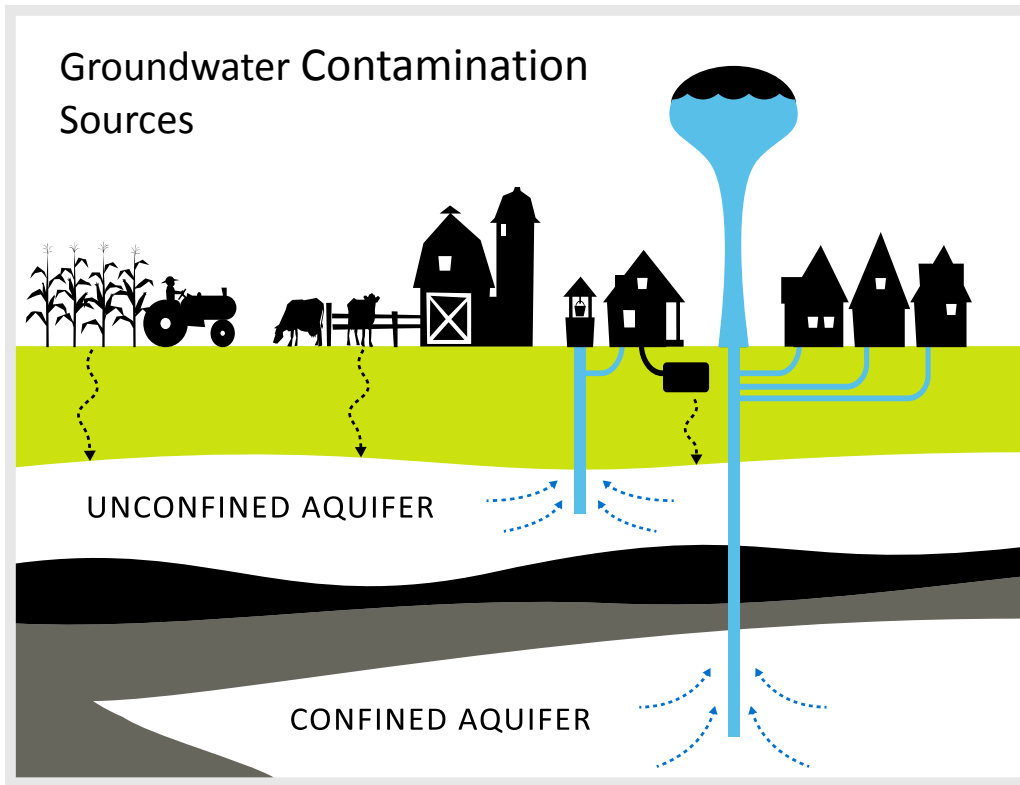 Groundwater Contamination
Sources
UNCONFINED AQUIFER
CONFINED AQUIFER